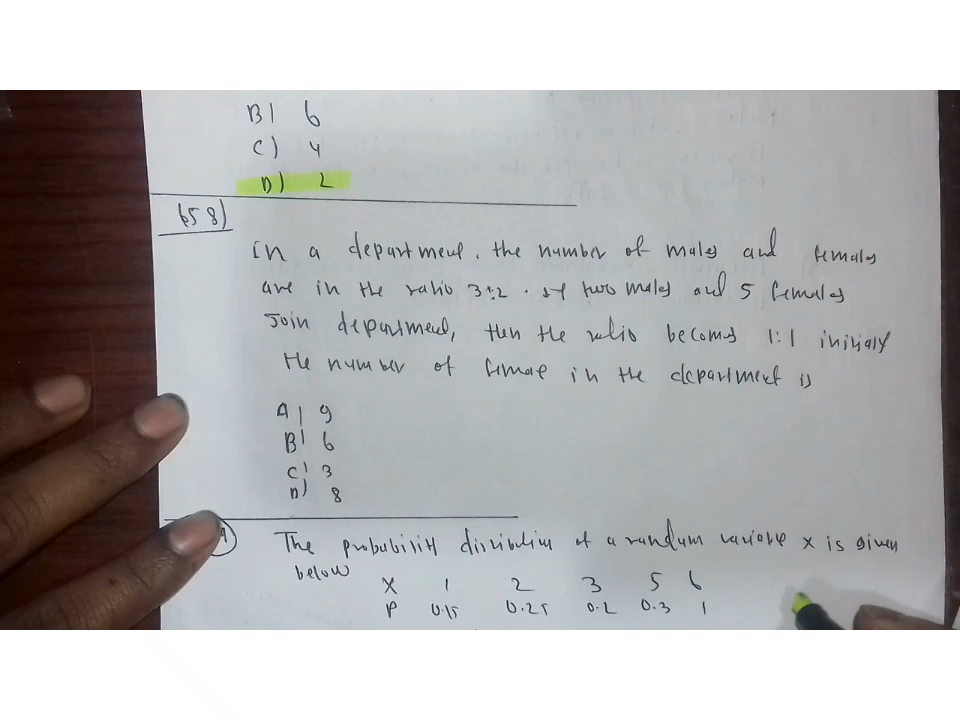 B) 6
C) 4
D) 2
658)
In a department, the number of males and females
are in the ratio 3:2. If two males and 5 females
Join department, then the ratio becomes 1:1 initialy
the number of female in the department is
A) 9
B) 6
C) 3
D) 8
The probability distribution of a random variable x is given
below
X 1 2 3 5 6
P 0.15 0.25 0.2 0.3 1